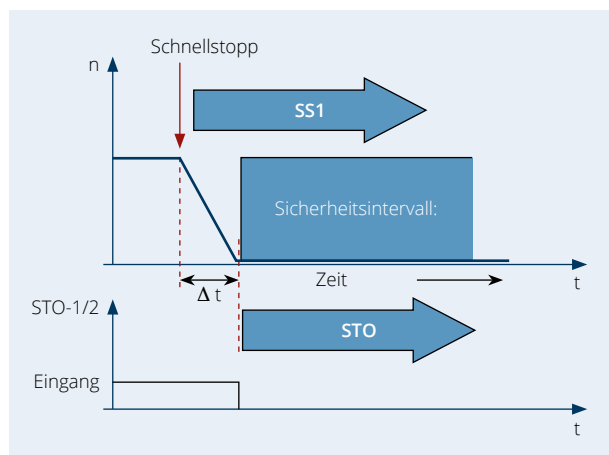 Schnellstopp
n
SS1
Sicherheitsintervall:
Δ t
Zeit
t
STO-1/2
STO
Eingang
t